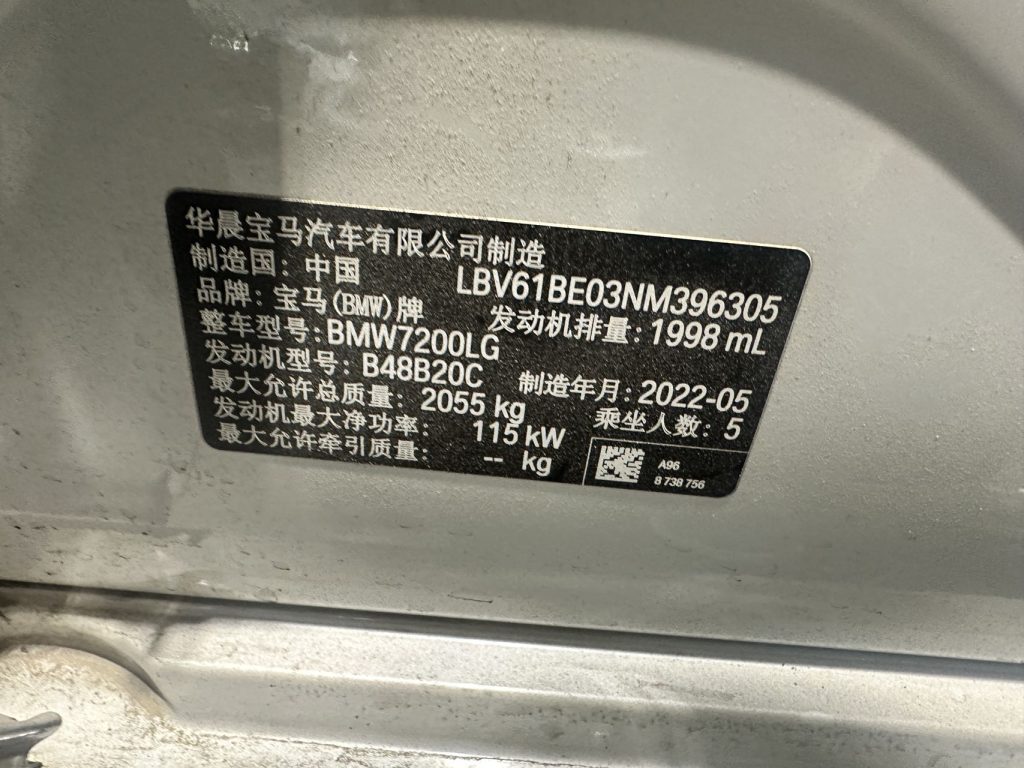 华晨宝马汽车有限公司制造
制造国：中国 LBV61BE03NM396305
品牌：宝马(BMW)牌 发动机排量：1998 mL
整车型号：BMW7200LG
发动机型号：B48B20C 制造年月：2022-05
最大允许总质量：2055 kg 乘坐人数：5
发动机最大净功率：115 kW
最大允许牵引质量：-- kg
A96
8 738 756